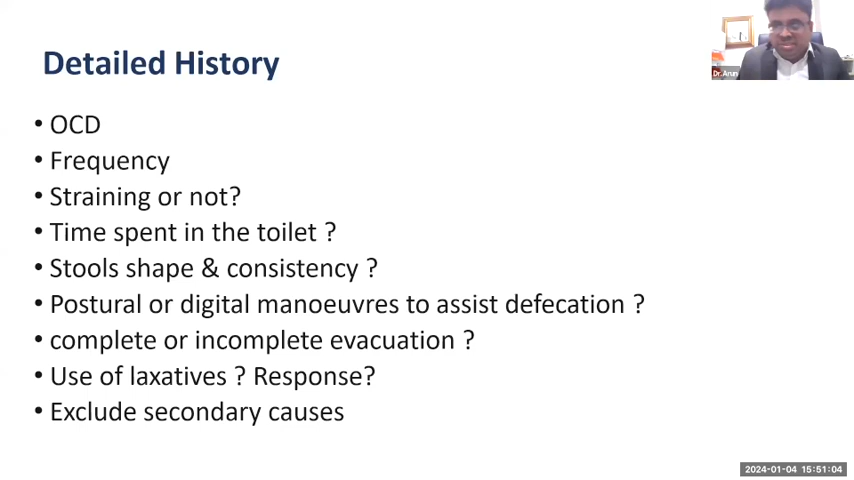 Detailed History
Dr.Arun
• OCD
• Frequency
• Straining or not?
• Time spent in the toilet ?
• Stools shape & consistency ?
• Postural or digital manoeuvres to assist defecation ?
• complete or incomplete evacuation ?
• Use of laxatives ? Response?
• Exclude secondary causes
2024-01-04 15:51:04